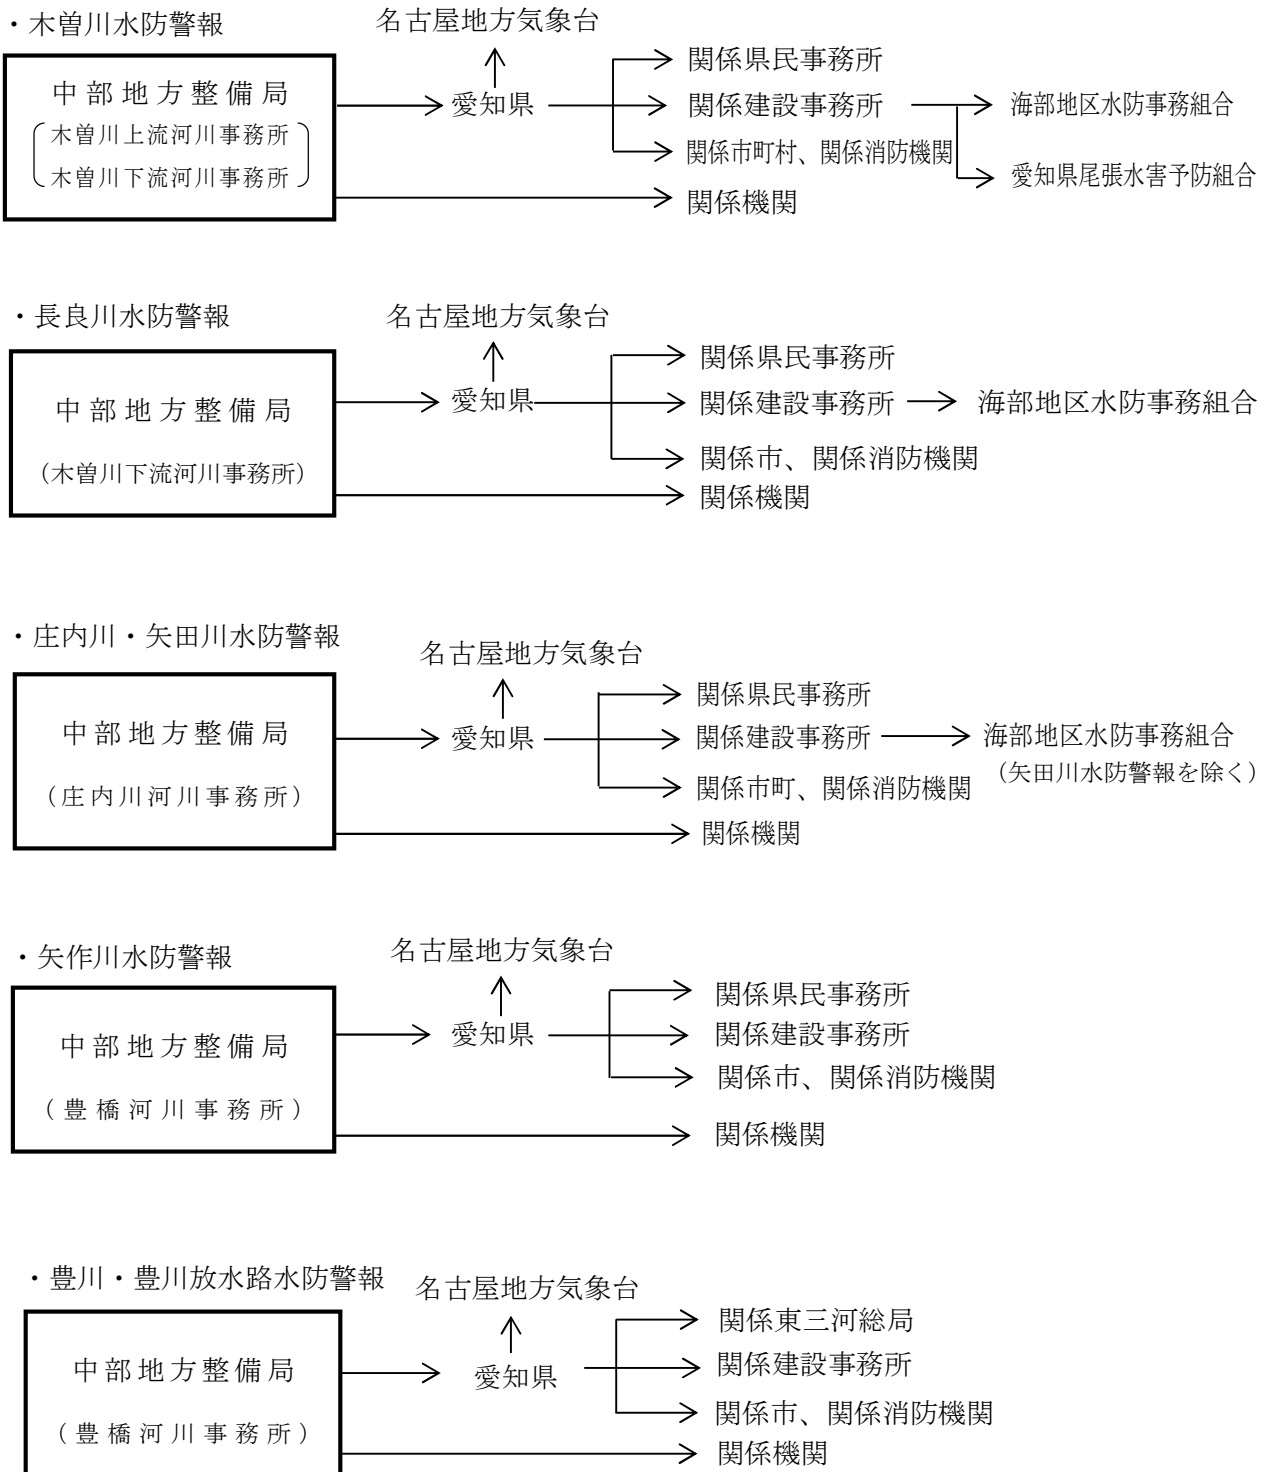 ・木曽川水防警報
名古屋地方気象台
中部地方整備局
木曽川上流河川事務所
木曽川下流河川事務所
愛知県
関係県民事務所
関係建設事務所
海部地区水防事務組合
関係市町村、関係消防機関
愛知県尾張水害予防組合
関係機関
・長良川水防警報
名古屋地方気象台
中部地方整備局
（木曽川下流河川事務所）
愛知県
関係県民事務所
関係建設事務所
海部地区水防事務組合
関係市、関係消防機関
関係機関
・庄内川・矢田川水防警報
名古屋地方気象台
中部地方整備局
（庄内川河川事務所）
愛知県
関係県民事務所
関係建設事務所
海部地区水防事務組合
（矢田川水防警報を除く）
関係市町、関係消防機関
関係機関
・矢作川水防警報
名古屋地方気象台
中部地方整備局
（豊橋河川事務所）
愛知県
関係県民事務所
関係建設事務所
関係市、関係消防機関
関係機関
・豊川・豊川放水路水防警報
名古屋地方気象台
中部地方整備局
（豊橋河川事務所）
愛知県
関係東三河総局
関係建設事務所
関係市、関係消防機関
関係機関